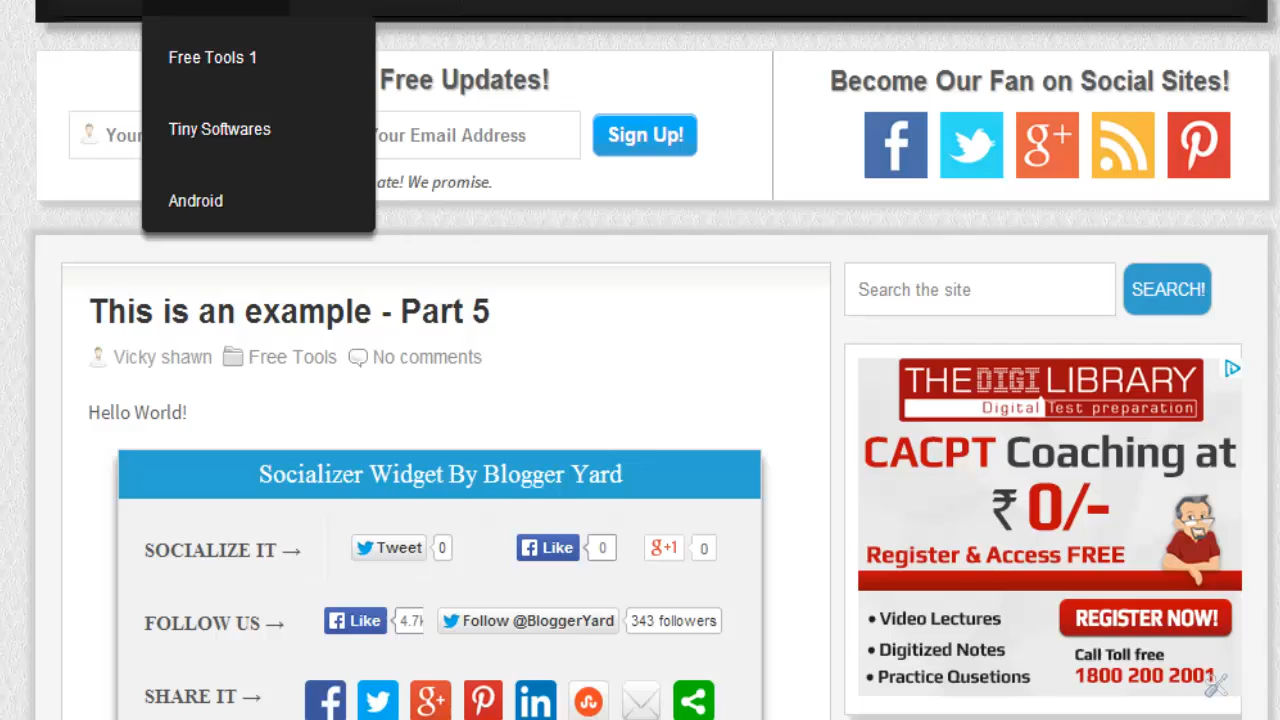 Free Tools 1
Tiny Softwares
Android
Free Updates!
Your
Your Email Address
Sign Up!
ate! We promise.
Become Our Fan on Social Sites!
This is an example - Part 5
Vicky shawn Free Tools No comments
Hello World!
Socializer Widget By Blogger Yard
SOCIALIZE IT → Tweet 0 Like 0 g+1 0
FOLLOW US → Like 4.7k Follow @BloggerYard 343 followers
SHARE IT →
Search the site SEARCH!
THE DIGI LIBRARY
Digital Test preparation
CACPT Coaching at
₹ 0/-
Register & Access FREE
• Video Lectures
• Digitized Notes
• Practice Qusetions
REGISTER NOW!
Call Toll free
1800 200 2001